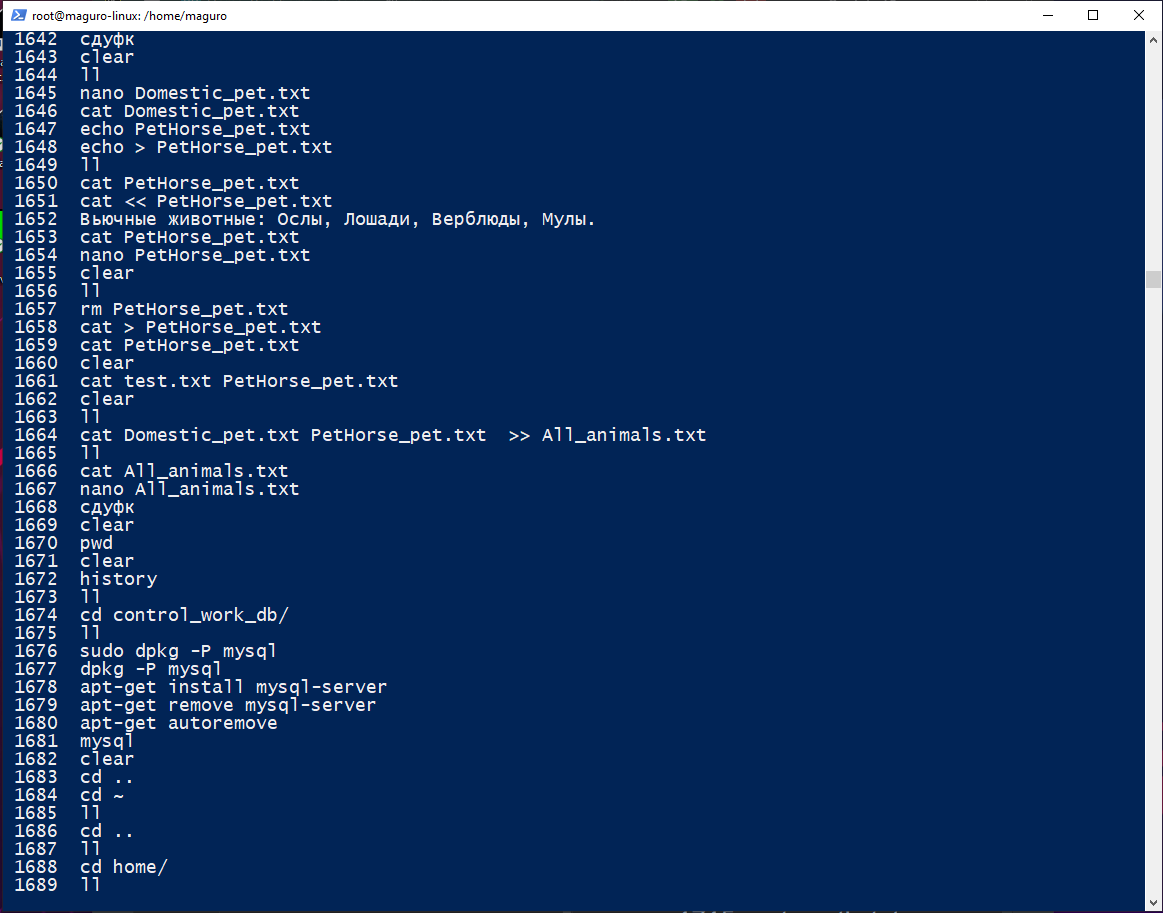 root@maguro-linux: /home/maguro
1642 сдуфк
1643 clear
1644 ll
1645 nano Domestic_pet.txt
1646 cat Domestic_pet.txt
1647 echo PetHorse_pet.txt
1648 echo > PetHorse_pet.txt
1649 ll
1650 cat PetHorse_pet.txt
1651 cat << PetHorse_pet.txt
1652 Вьючные животные: Ослы, Лошади, Верблюды, Мулы.
1653 cat PetHorse_pet.txt
1654 nano PetHorse_pet.txt
1655 clear
1656 ll
1657 rm PetHorse_pet.txt
1658 cat > PetHorse_pet.txt
1659 cat PetHorse_pet.txt
1660 clear
1661 cat test.txt PetHorse_pet.txt
1662 clear
1663 ll
1664 cat Domestic_pet.txt PetHorse_pet.txt  >> All_animals.txt
1665 ll
1666 cat All_animals.txt
1667 nano All_animals.txt
1668 сдуфк
1669 clear
1670 pwd
1671 clear
1672 history
1673 ll
1674 cd control_work_db/
1675 ll
1676 sudo dpkg -P mysql
1677 dpkg -P mysql
1678 apt-get install mysql-server
1679 apt-get remove mysql-server
1680 apt-get autoremove
1681 mysql
1682 clear
1683 cd ..
1684 cd ~
1685 ll
1686 cd ..
1687 ll
1688 cd home/
1689 ll